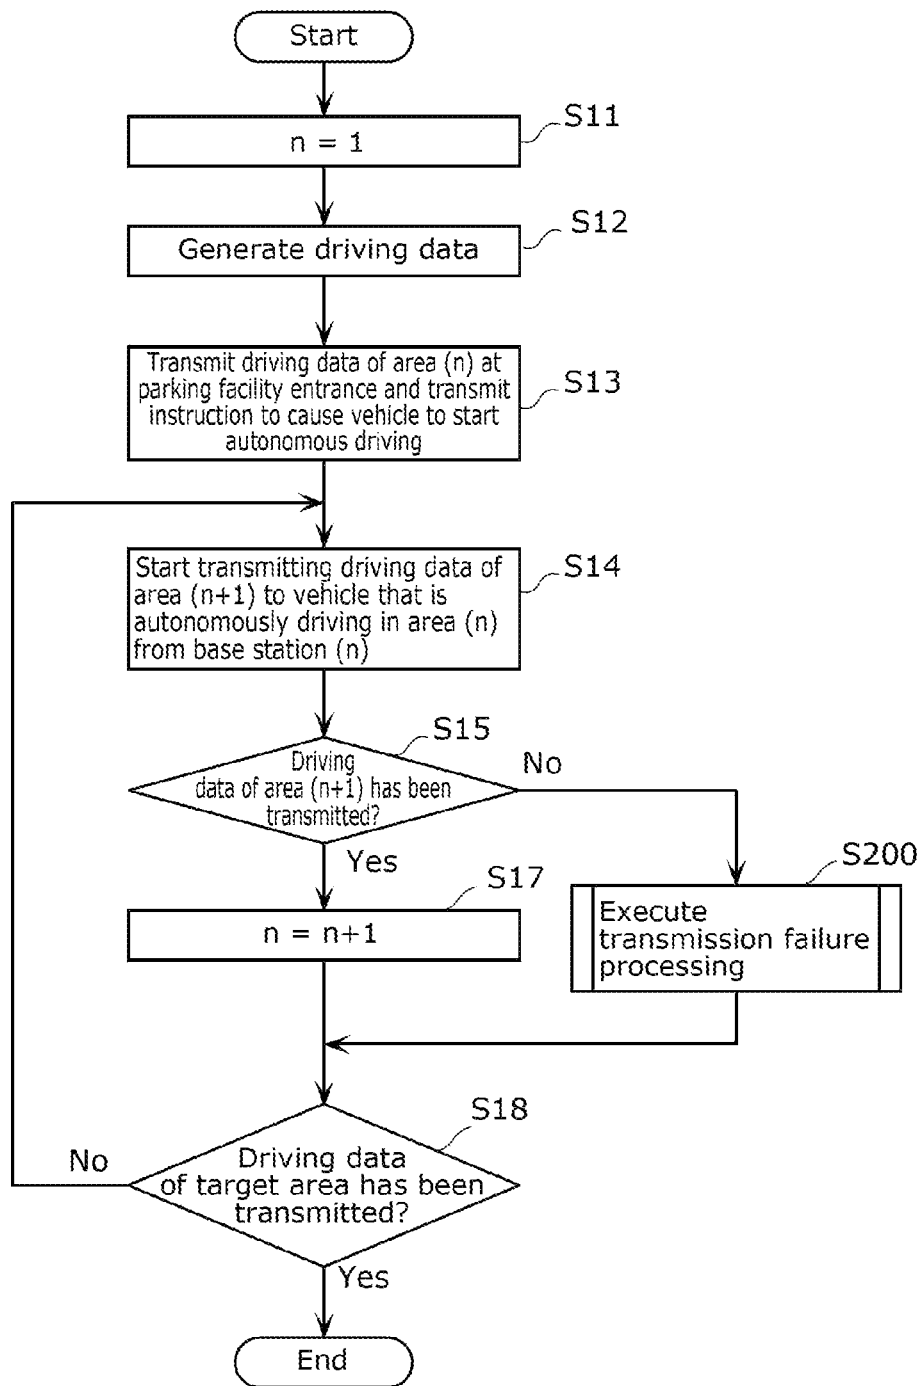 Start
S11
n = 1
S12
Generate driving data
S13
Transmit driving data of area (n) at
parking facility entrance and transmit
instruction to cause vehicle to start
autonomous driving
S14
Start transmitting driving data of
area (n+1) to vehicle that is
autonomously driving in area (n)
from base station (n)
S15
Driving
data of area (n+1) has been
transmitted?
No
Yes
S17
n = n+1
S200
Execute
transmission failure
processing
S18
Driving data
of target area has been
transmitted?
No
Yes
End